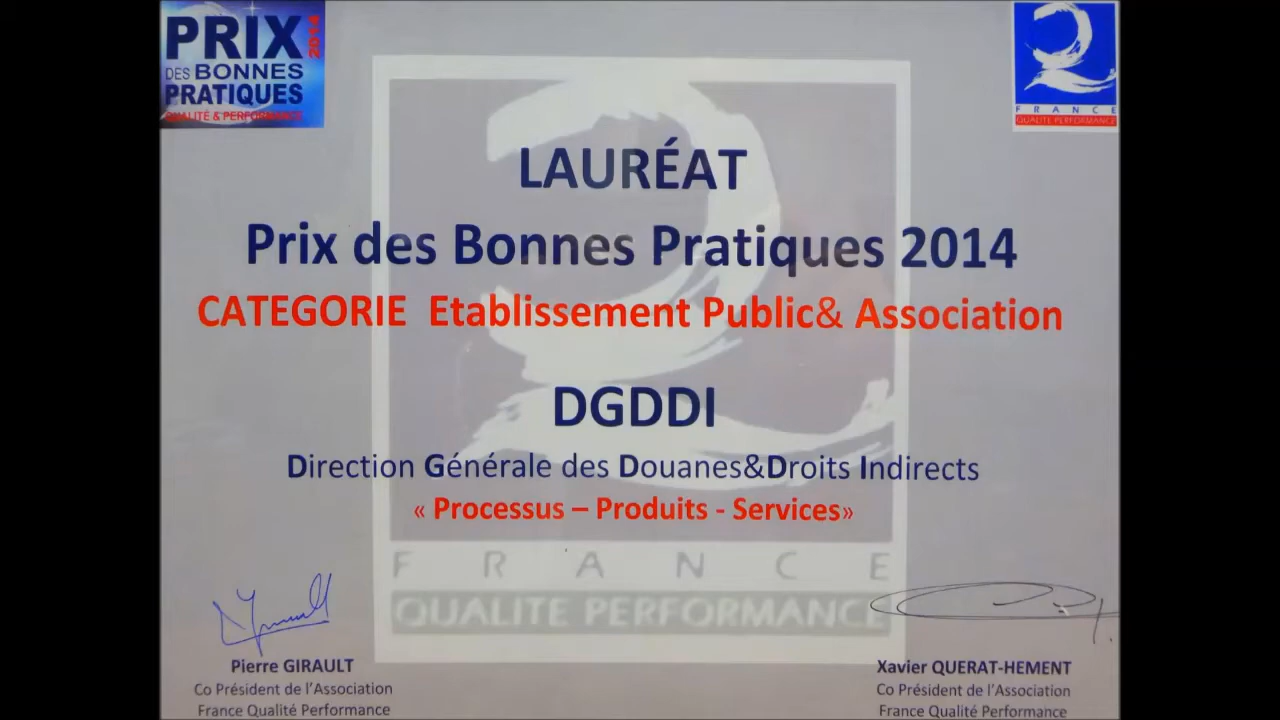 PRIX 2014
DES BONNES
PRATIQUES
QUALITÉ & PERFORMANCE
FRANCE
QUALITE PERFORMANCE
LAURÉAT
Prix des Bonnes Pratiques 2014
CATEGORIE Etablissement Public& Association
DGDDI
Direction Générale des Douanes&Droits Indirects
« Processus – Produits - Services»
FRANCE
QUALITE PERFORMANCE
Pierre GIRAULT
Co Président de l'Association
France Qualité Performance
Xavier QUERAT-HEMENT
Co Président de l'Association
France Qualité Performance